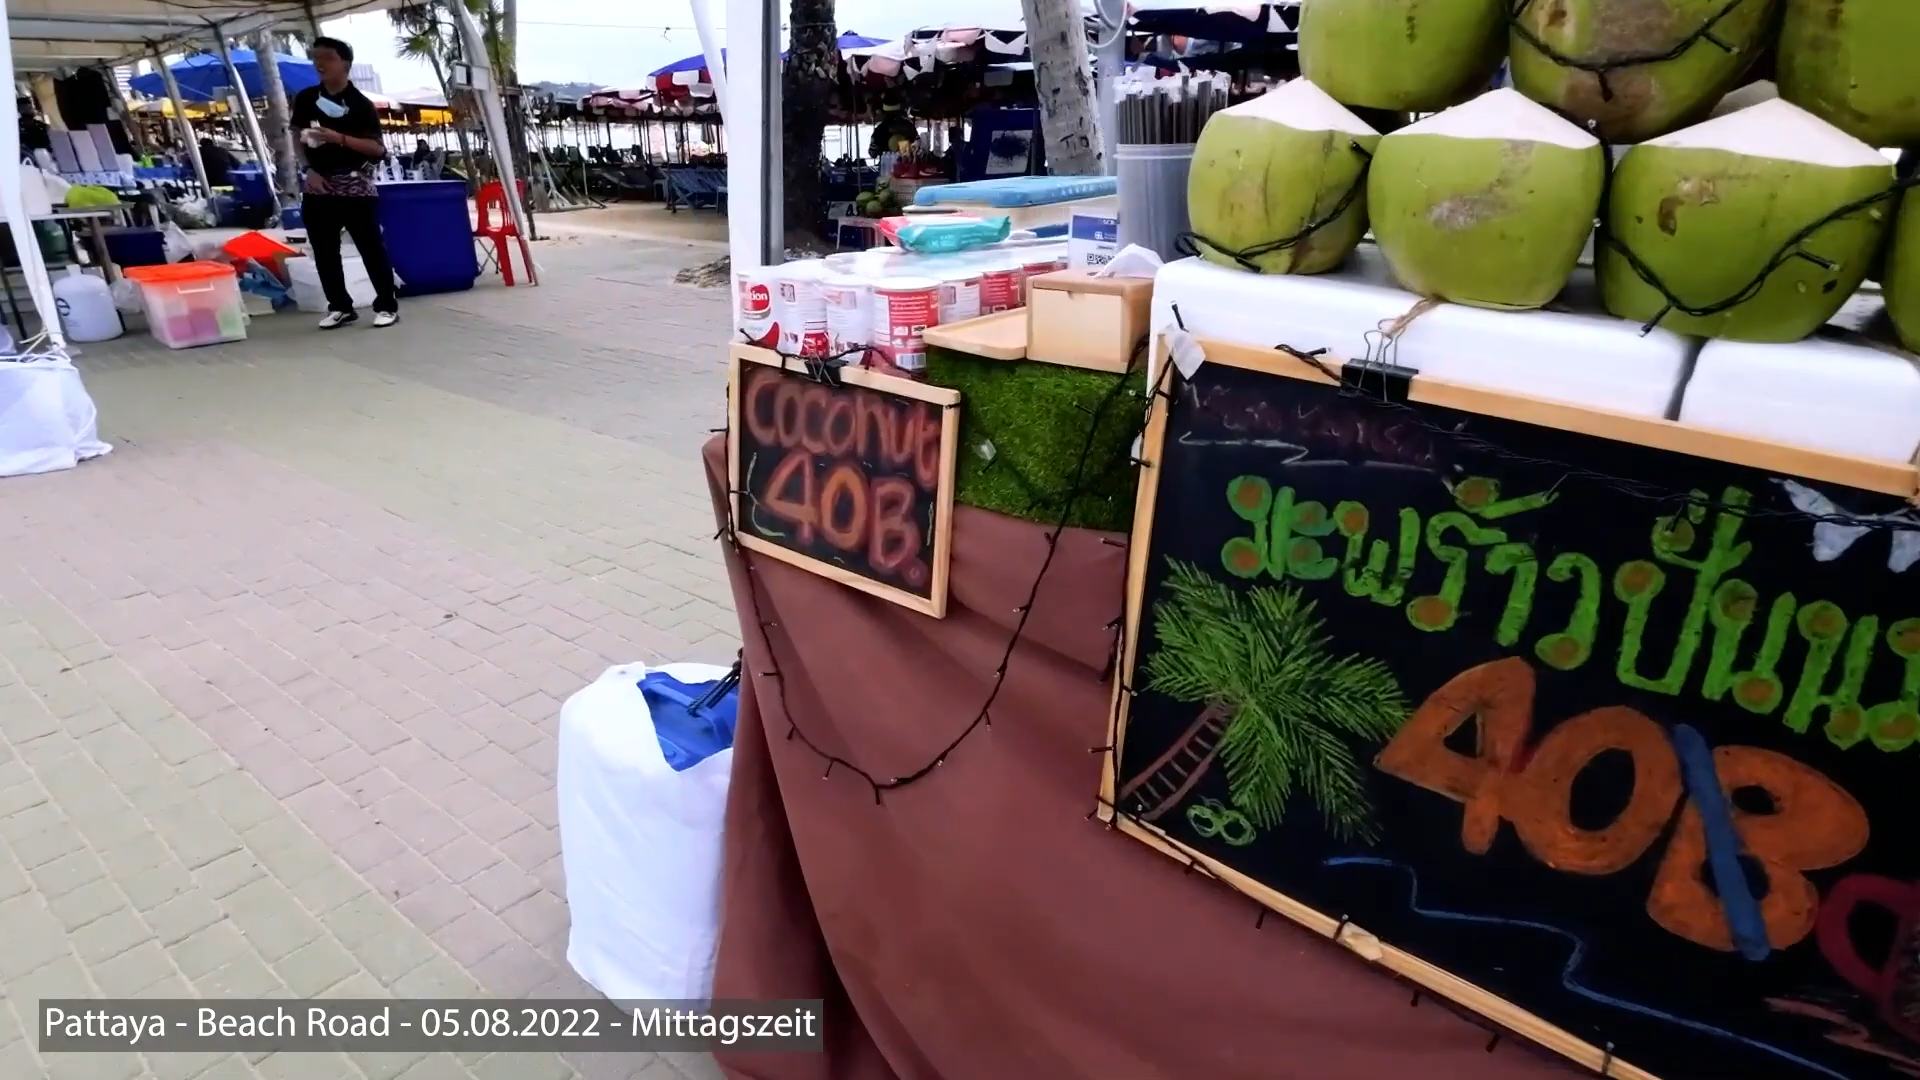 Coconut
40B.
มะพร้าวปั่นน
40B
Pattaya - Beach Road - 05.08.2022 - Mittagszeit